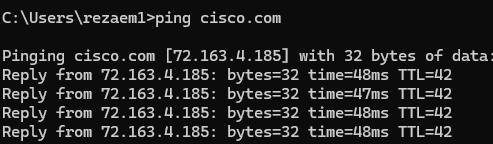 C:\Users\rezaem1>ping cisco.com
Pinging cisco.com [72.163.4.185] with 32 bytes of data:
Reply from 72.163.4.185: bytes=32 time=48ms TTL=42
Reply from 72.163.4.185: bytes=32 time=47ms TTL=42
Reply from 72.163.4.185: bytes=32 time=48ms TTL=42
Reply from 72.163.4.185: bytes=32 time=48ms TTL=42